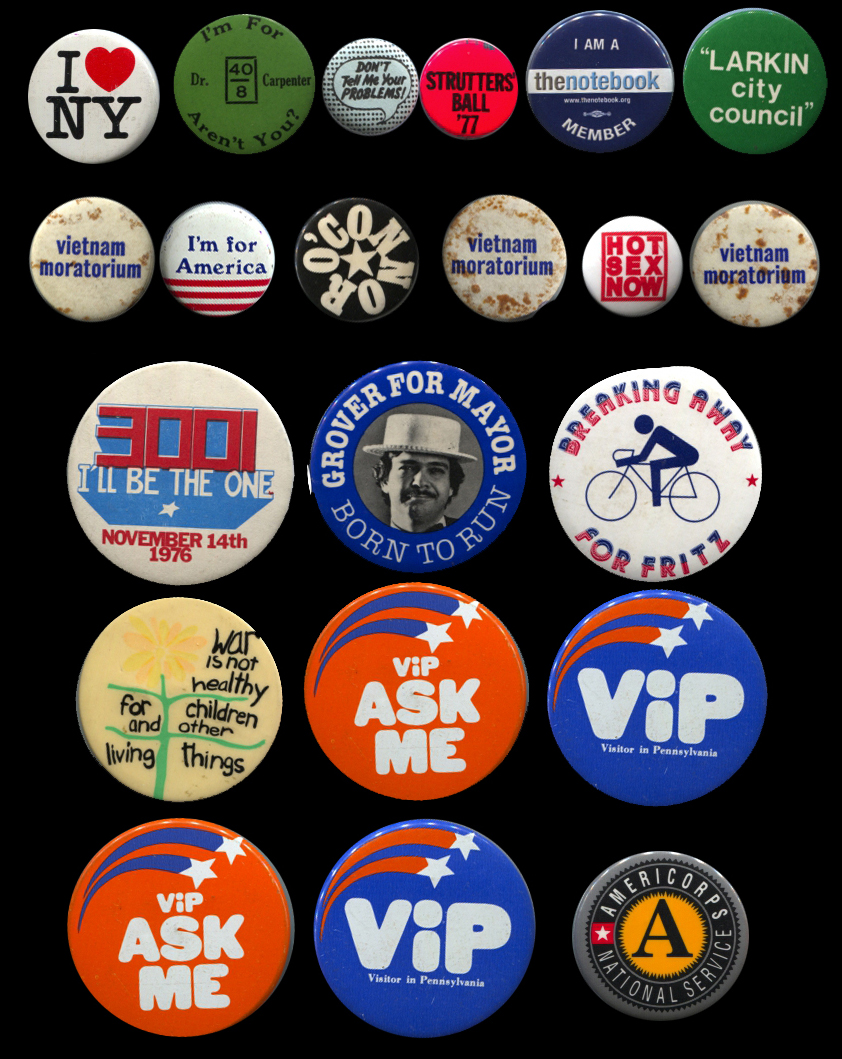 I ♥
NY
I'm For
Dr. 40/8 Carpenter
Aren't You?
DON'T
Tell Me Your
PROBLEMS!
STRUTTERS'
BALL
'77
I AM A
thenotebook
www.thenotebook.org
MEMBER
"LARKIN
city
council"
vietnam
moratorium
I'm for
America
O'CONNOR
vietnam
moratorium
HOT
SEX
NOW
vietnam
moratorium
3001
I'LL BE THE ONE
NOVEMBER 14th
1976
GROVER FOR MAYOR
BORN TO RUN
BREAKING AWAY
FOR FRITZ
war
is not
healthy
for children
and other
living things
ViP
ASK
ME
ViP
Visitor in Pennsylvania
ViP
ASK
ME
ViP
Visitor in Pennsylvania
AMERICORPS
A
NATIONAL SERVICE